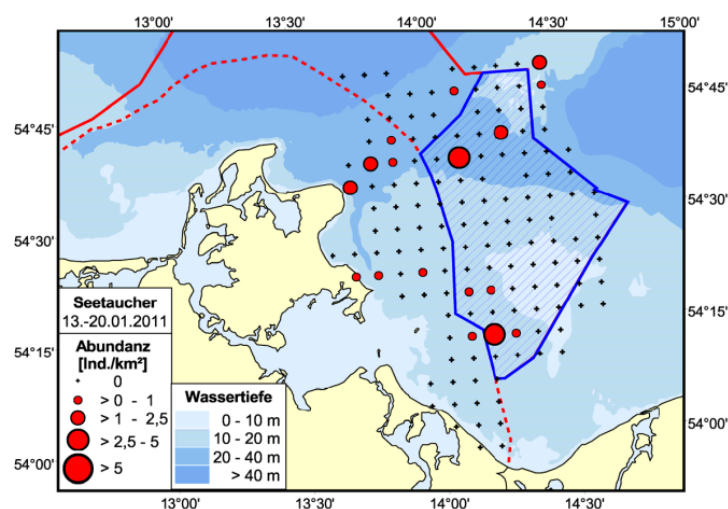 13°00' 13°30' 14°00' 14°30' 15°00'
54°45' 54°45'
54°30' 54°30'
54°15' 54°15'
54°00' 54°00'
Seetaucher
13.-20.01.2011
Abundanz
[Ind./km²]
0
> 0 - 1
> 1 - 2,5
> 2,5 - 5
> 5
Wassertiefe
0 - 10 m
10 - 20 m
20 - 40 m
> 40 m
13°00' 13°30' 14°00' 14°30'